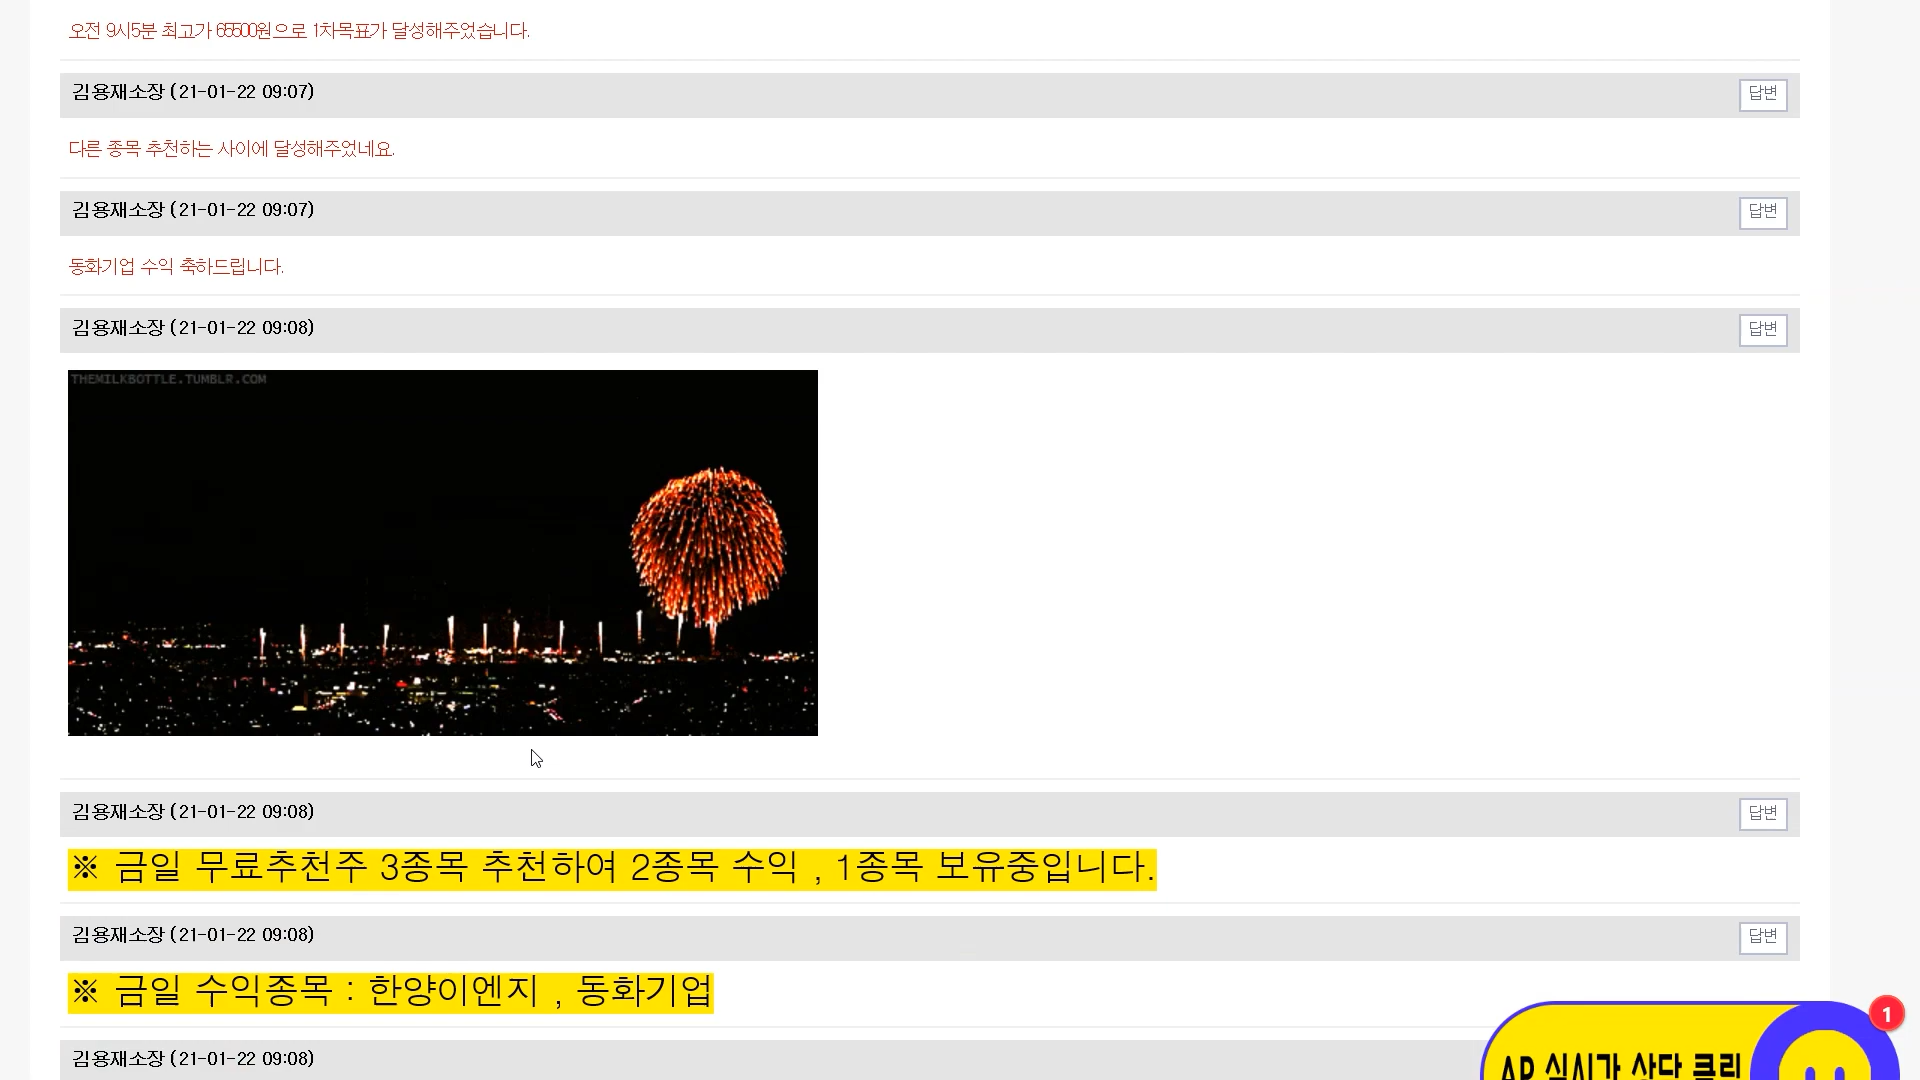 오전 9시5분 최고가 65500원으로 1차목표가 달성해주었습니다.
김용재소장 (21-01-22 09:07)
답변
다른 종목 추천하는 사이에 달성해주었네요.
김용재소장 (21-01-22 09:07)
답변
동화기업 수익 축하드립니다.
김용재소장 (21-01-22 09:08)
답변
THEMILKBOTTLE.TUMBLR.COM
김용재소장 (21-01-22 09:08)
답변
※ 금일 무료추천주 3종목 추천하여 2종목 수익 , 1종목 보유중입니다.
김용재소장 (21-01-22 09:08)
답변
※ 금일 수익종목 : 한양이엔지 , 동화기업
1
김용재소장 (21-01-22 09:08)
AP 실시간 상담 클릭